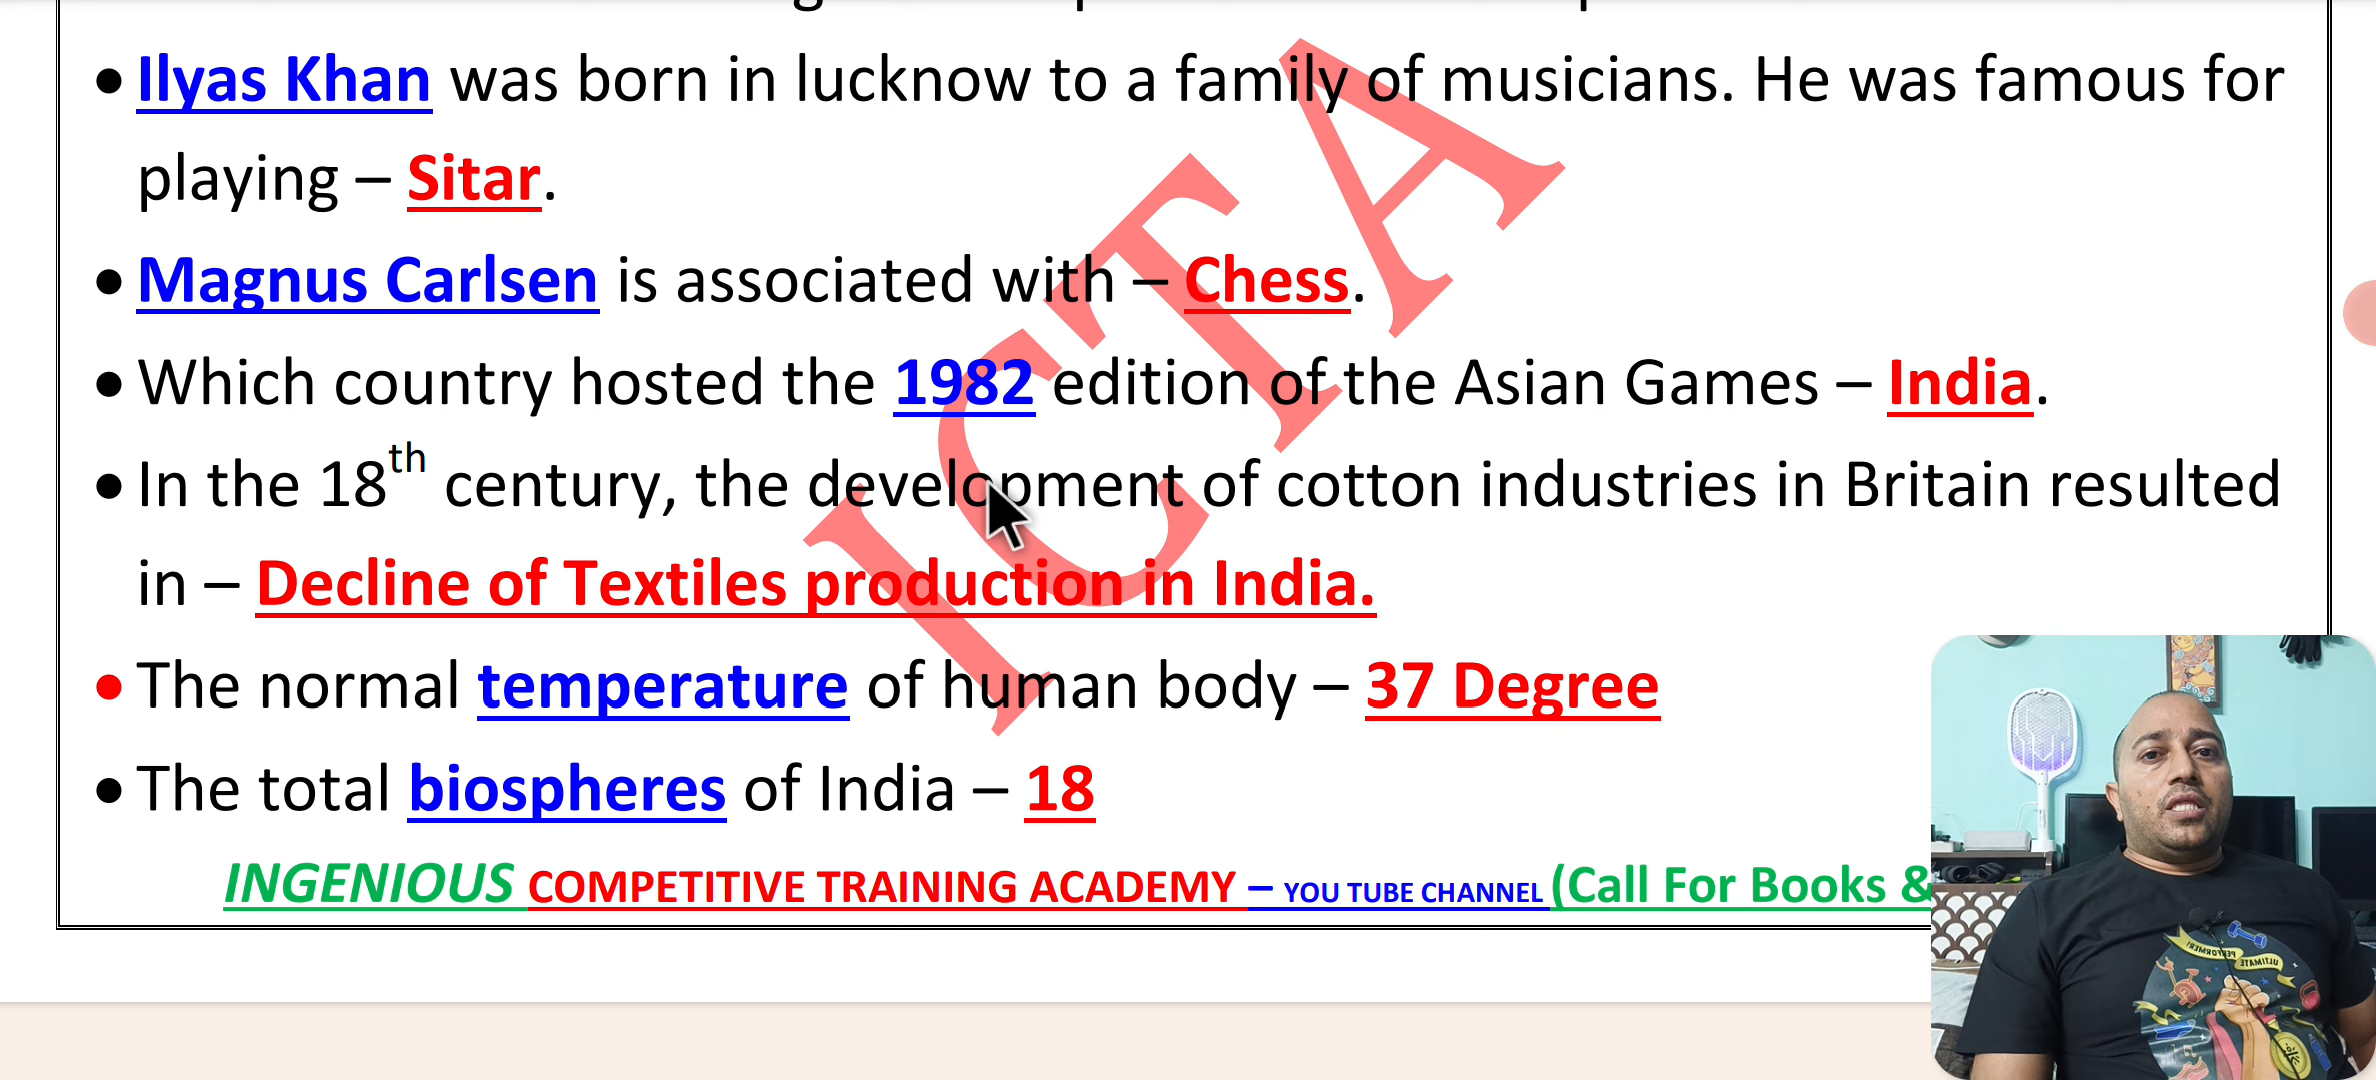 • Ilyas Khan was born in lucknow to a family of musicians. He was famous for
playing – Sitar.
• Magnus Carlsen is associated with – Chess.
• Which country hosted the 1982 edition of the Asian Games – India.
• In the 18th century, the development of cotton industries in Britain resulted
in – Decline of Textiles production in India.
• The normal temperature of human body – 37 Degree
• The total biospheres of India – 18
INGENIOUS COMPETITIVE TRAINING ACADEMY – YOU TUBE CHANNEL (Call For Books &
ICTA
ULTIMATE PERFORMER!